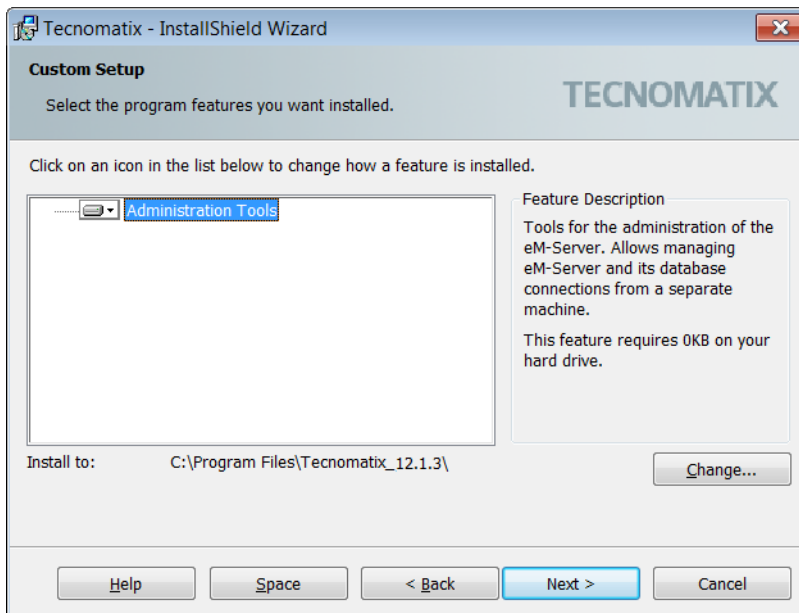 Tecnomatix - InstallShield Wizard
Custom Setup
Select the program features you want installed.
TECNOMATIX
Click on an icon in the list below to change how a feature is installed.
Administration Tools
Feature Description
Tools for the administration of the
eM-Server. Allows managing
eM-Server and its database
connections from a separate
machine.
This feature requires 0KB on your
hard drive.
Install to:
C:\Program Files\Tecnomatix_12.1.3\
Change...
Help
Space
< Back
Next >
Cancel